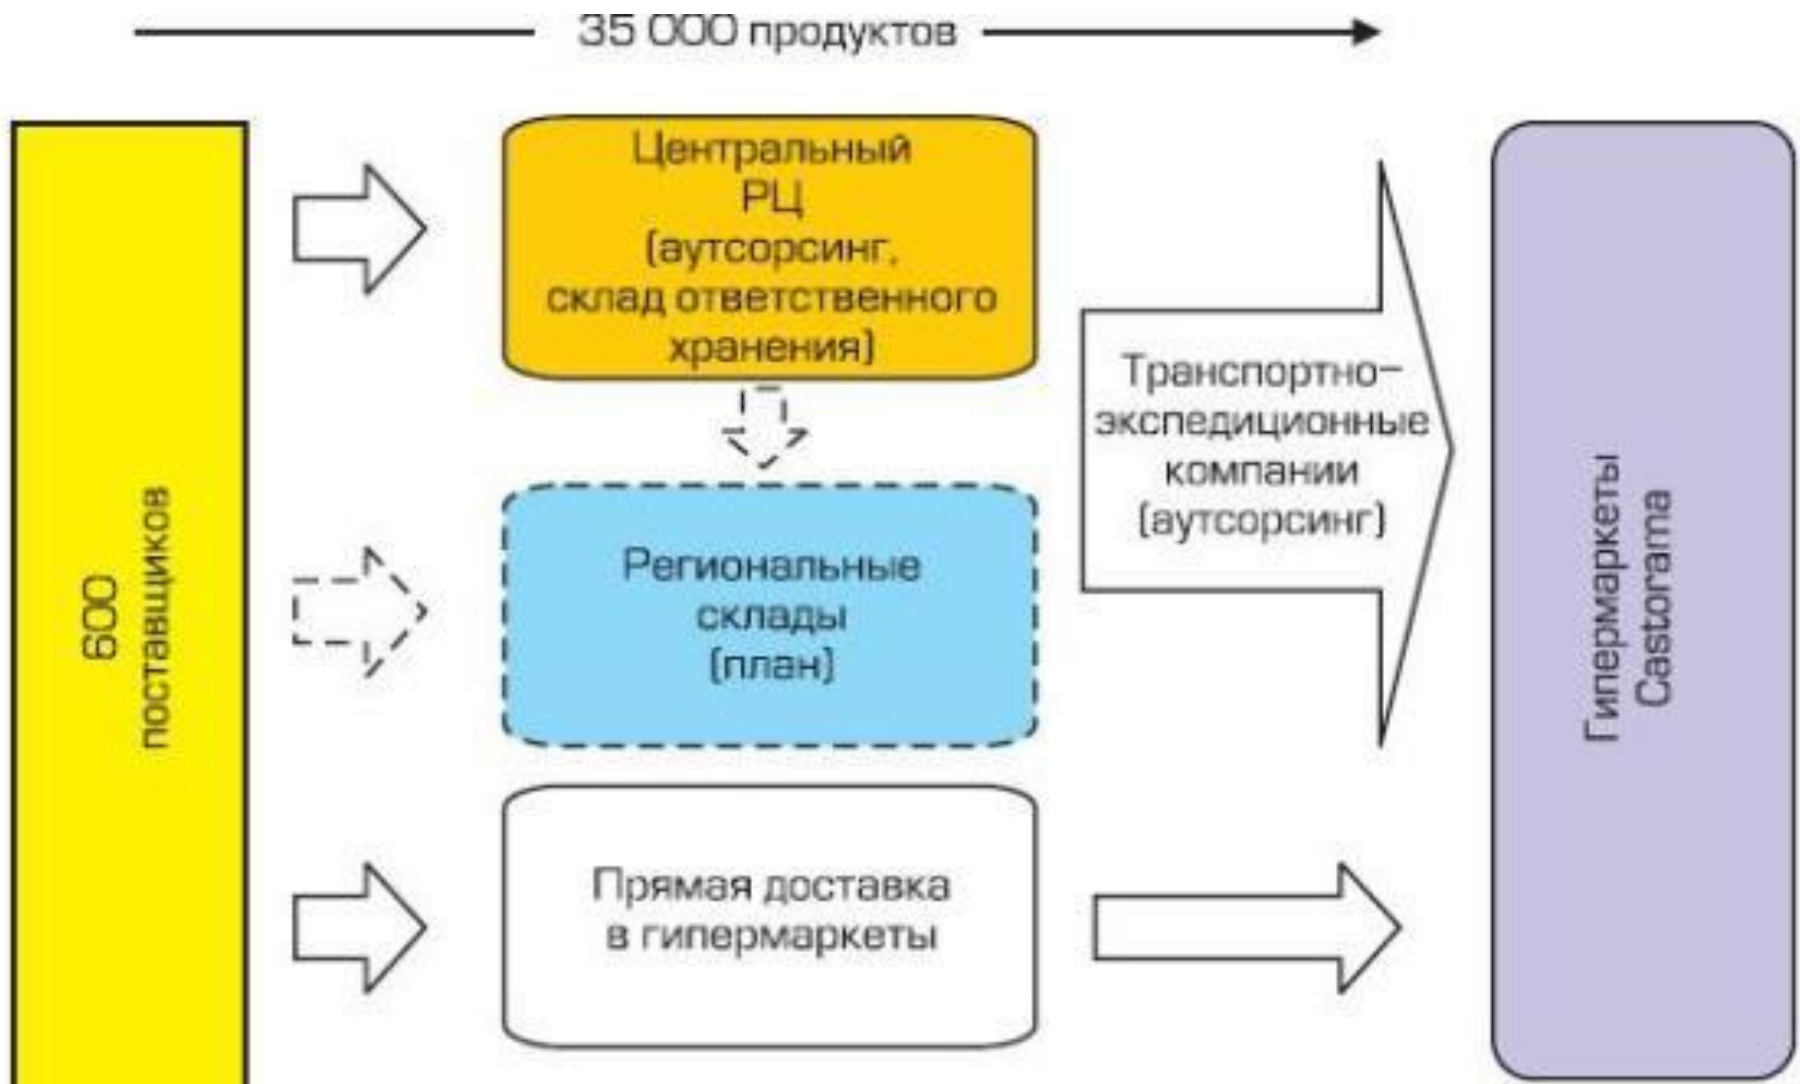 35 000 продуктов
600
поставщиков
Центральный
РЦ
(аутсорсинг,
склад ответственного
хранения)
Региональные
склады
(план)
Прямая доставка
в гипермаркеты
Транспортно-
экспедиционные
компании
(аутсорсинг)
Гипермаркеты
Castorama